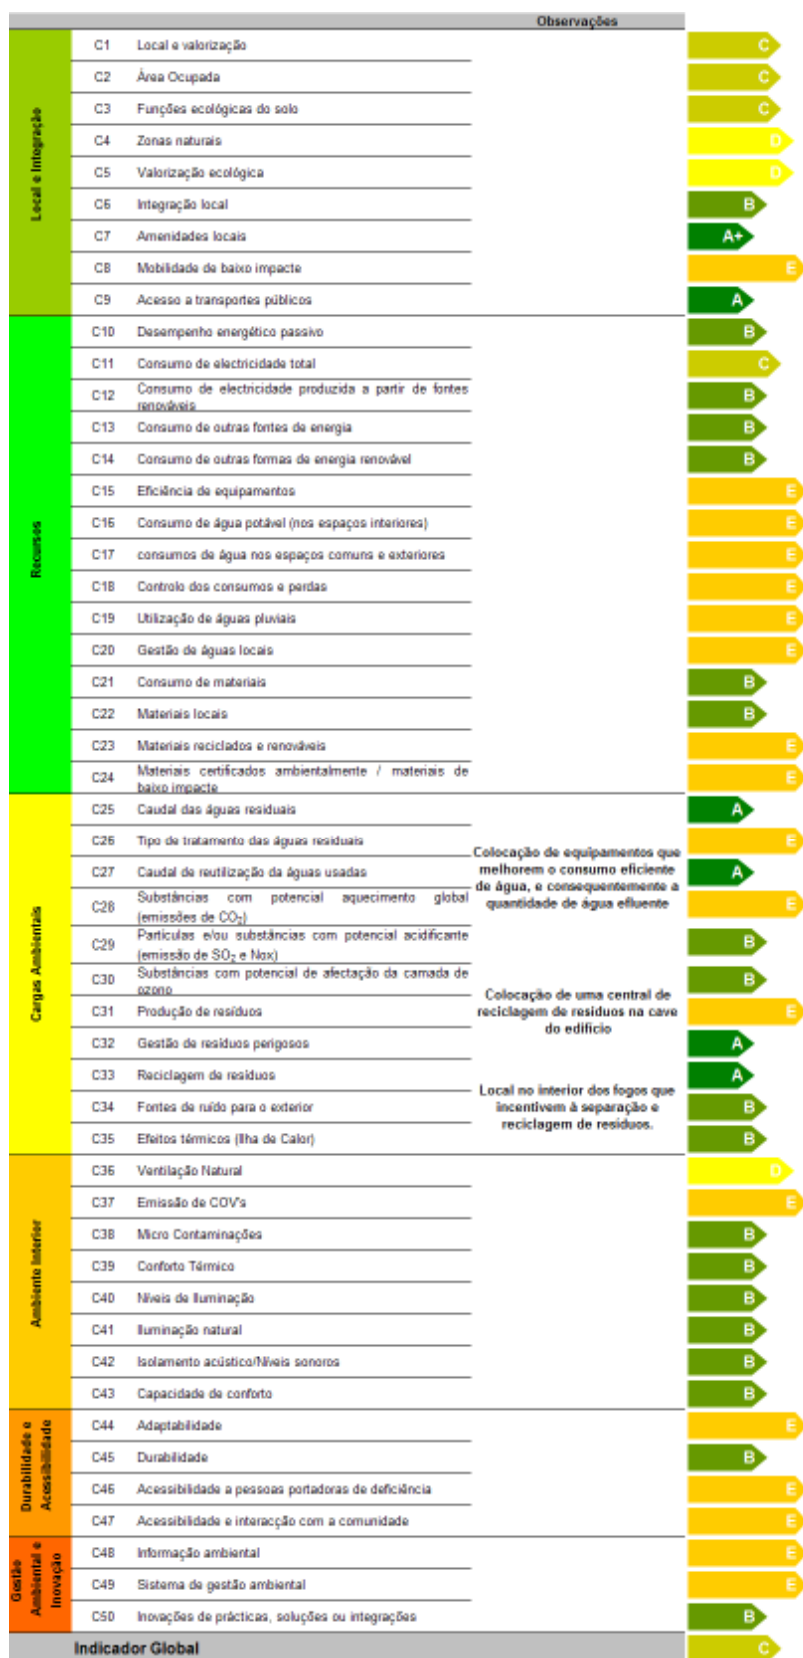 Observações
Local e Integração
C1 Local e valorização C
C2 Área Ocupada C
C3 Funções ecológicas do solo C
C4 Zonas naturais D
C5 Valorização ecológica D
C6 Integração local B
C7 Amenidades locais A+
C8 Mobilidade de baixo impacte E
C9 Acesso a transportes públicos A
Recursos
C10 Desempenho energético passivo B
C11 Consumo de electricidade total C
C12 Consumo de electricidade produzida a partir de fontes
renováveis B
C13 Consumo de outras fontes de energia B
C14 Consumo de outras formas de energia renovável B
C15 Eficiência de equipamentos E
C16 Consumo de água potável (nos espaços interiores) E
C17 consumos de água nos espaços comuns e exteriores E
C18 Controlo dos consumos e perdas E
C19 Utilização de águas pluviais E
C20 Gestão de águas locais E
C21 Consumo de materiais B
C22 Materiais locais B
C23 Materiais reciclados e renováveis E
C24 Materiais certificados ambientalmente / materiais de
baixo impacte E
Cargas Ambientais
C25 Caudal das águas residuais A
C26 Tipo de tratamento das águas residuais E
C27 Caudal de reutilização da águas usadas A
C28 Substâncias com potencial aquecimento global
(emissões de CO2) E
Colocação de equipamentos que
melhorem o consumo eficiente
de água, e consequentemente a
quantidade de água efluente
C29 Partículas e/ou substâncias com potencial acidificante
(emissão de SO2 e Nox) B
C30 Substâncias com potencial de afectação da camada de
ozono B
C31 Produção de resíduos E
Colocação de uma central de
reciclagem de resíduos na cave
do edificio
C32 Gestão de resíduos perigosos A
C33 Reciclagem de resíduos A
C34 Fontes de ruído para o exterior B
C35 Efeitos térmicos (Ilha de Calor) B
Local no interior dos fogos que
incentivem à separação e
reciclagem de resíduos.
Ambiente Interior
C36 Ventilação Natural D
C37 Emissão de COV's E
C38 Micro Contaminações B
C39 Conforto Térmico B
C40 Níveis de Iluminação B
C41 Iluminação natural B
C42 Isolamento acústico/Níveis sonoros B
C43 Capacidade de conforto B
Durabilidade e
Acessibilidade
C44 Adaptabilidade E
C45 Durabilidade B
C46 Acessibilidade a pessoas portadoras de deficiência E
C47 Acessibilidade e interacção com a comunidade E
Gestão
Ambiental e
Inovação
C48 Informação ambiental E
C49 Sistema de gestão ambiental E
C50 Inovações de prácticas, soluções ou integrações B
Indicador Global C